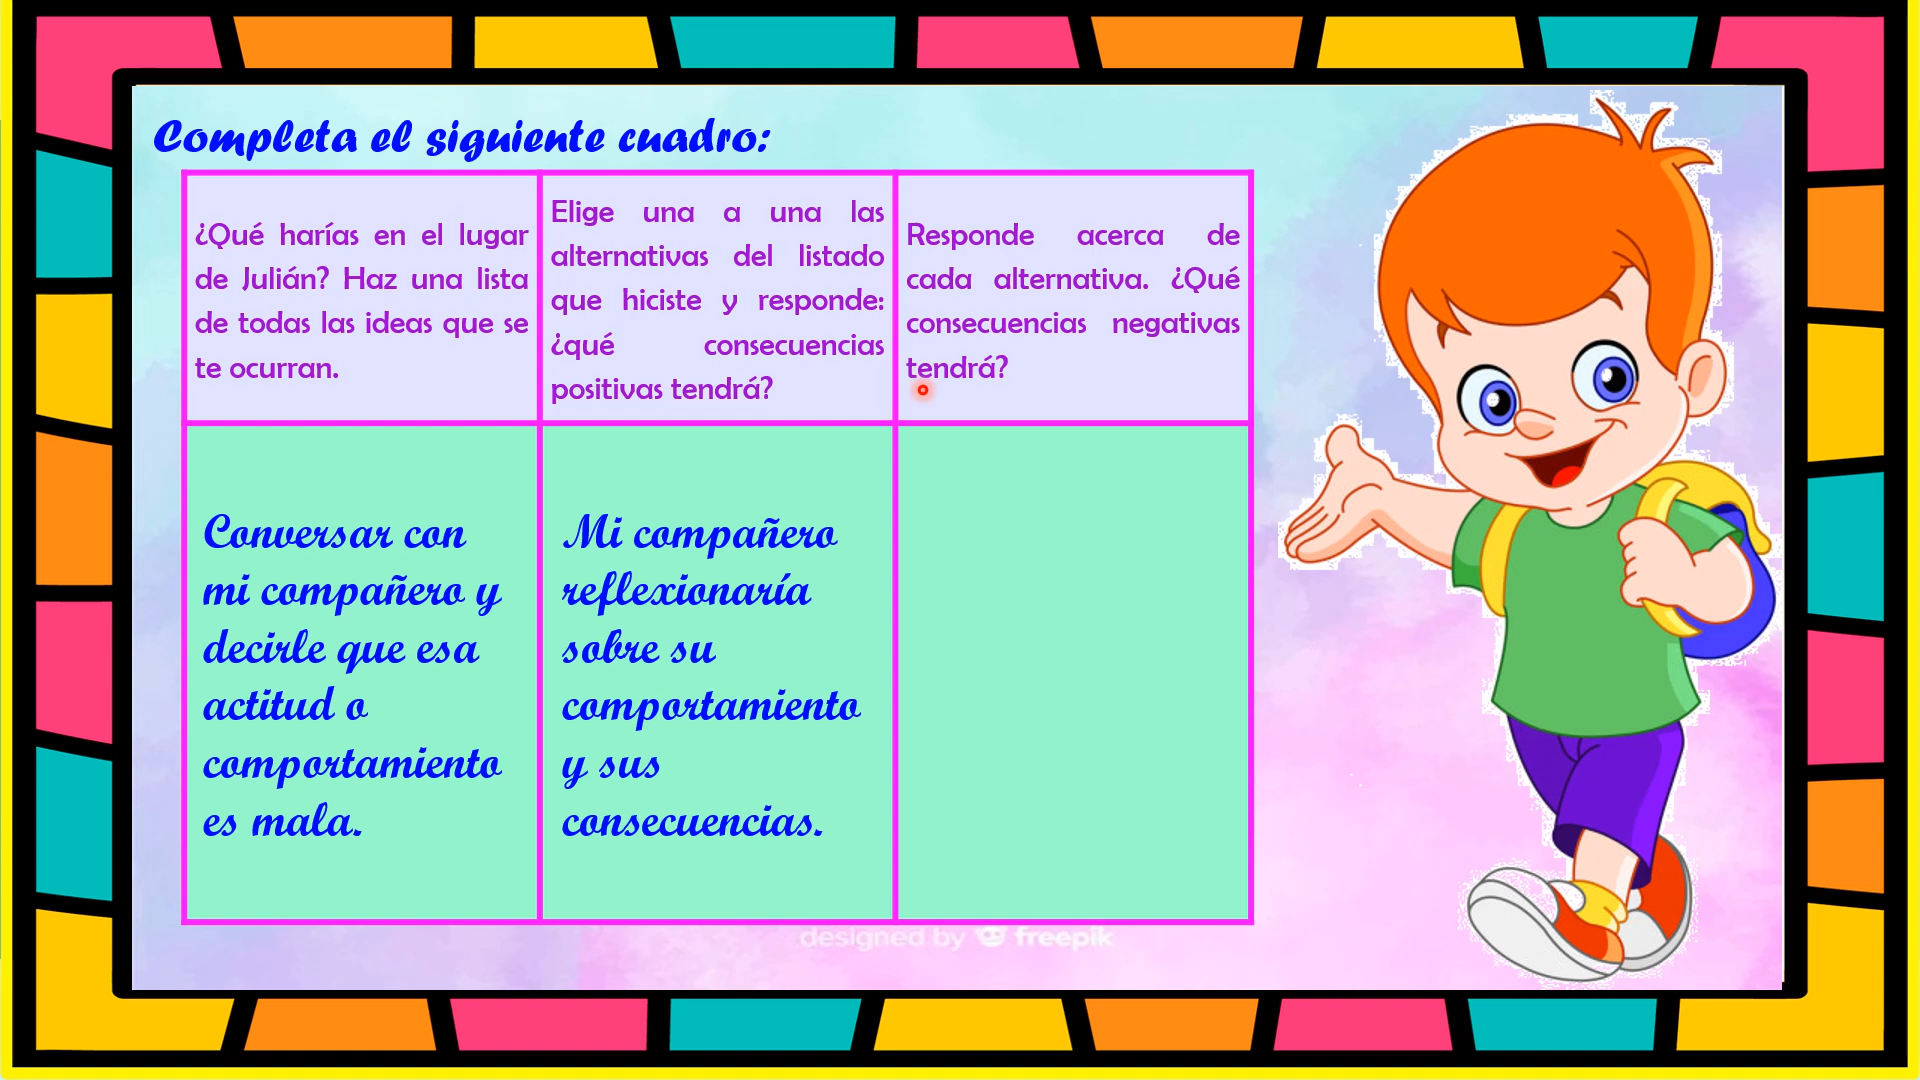 Completa el siguiente cuadro:
¿Qué harías en el lugar
de Julián? Haz una lista
de todas las ideas que se
te ocurran.
Elige una a una las
alternativas del listado
que hiciste y responde:
¿qué consecuencias
positivas tendrá?
Responde acerca de
cada alternativa. ¿Qué
consecuencias negativas
tendrá?
Conversar con
mi compañero y
decirle que esa
actitud o
comportamiento
es mala.
Mi compañero
reflexionaría
sobre su
comportamiento
y sus
consecuencias.
designed by freepik